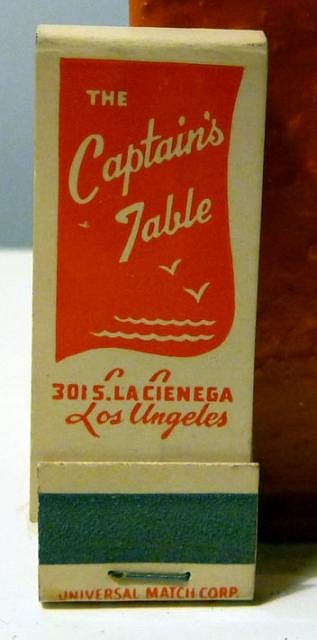 THE
Captain's
Table
301 S. LA CIENEGA
Los Angeles
UNIVERSAL MATCH CORP.